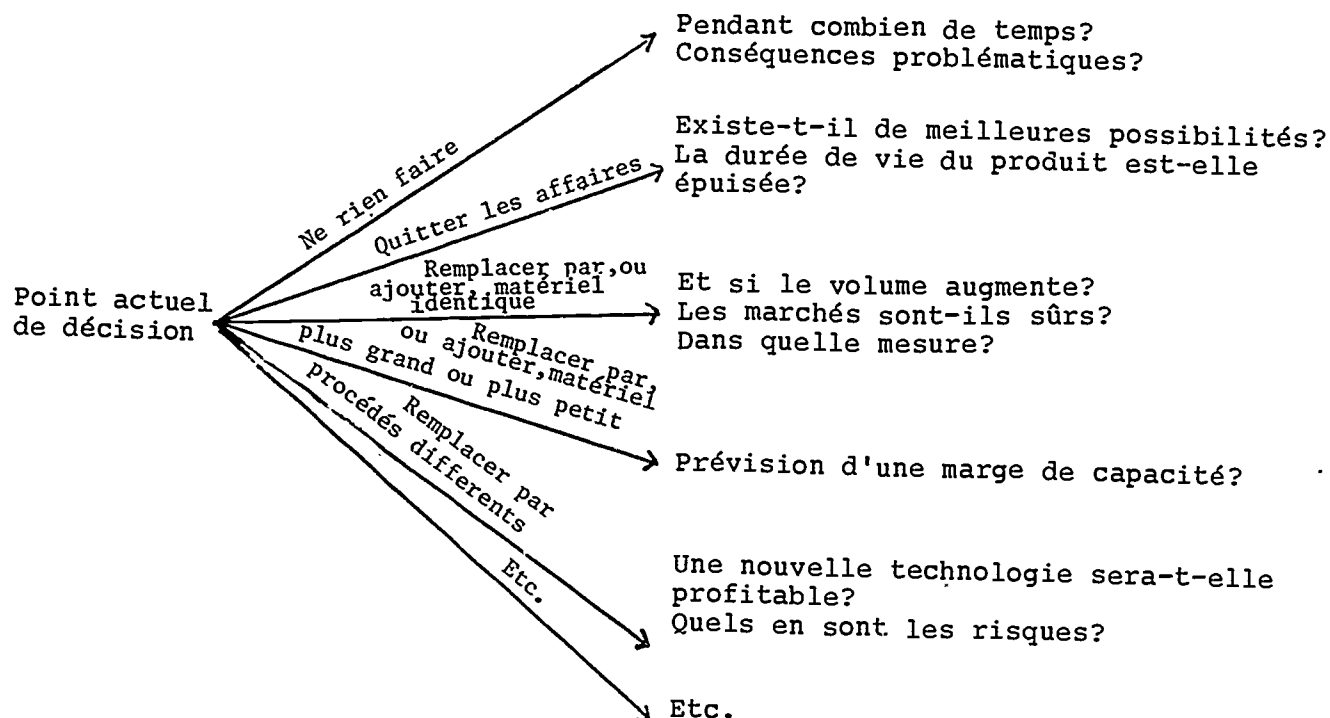 Pendant combien de temps?
Conséquences problématiques?
Ne rien faire
Existe-t-il de meilleures possibilités?
La durée de vie du produit est-elle
épuisée?
Quitter les affaires
Point actuel
de décision
Remplacer par,ou
ajouter, matériel
identique
Et si le volume augmente?
Les marchés sont-ils sûrs?
Dans quelle mesure?
Remplacer par,
ou ajouter,matériel
plus grand ou plus petit
Prévision d'une marge de capacité?
Remplacer par
procédés differents
Une nouvelle technologie sera-t-elle
profitable?
Quels en sont les risques?
Etc.
Etc.